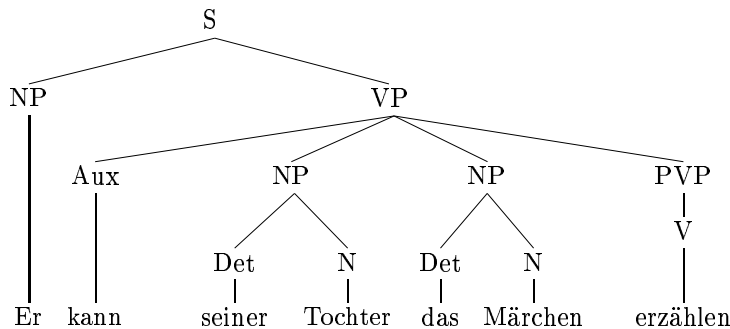 S
NP VP
Aux NP NP PVP
V
Det N Det N
Er kann seiner Tochter das Märchen erzählen